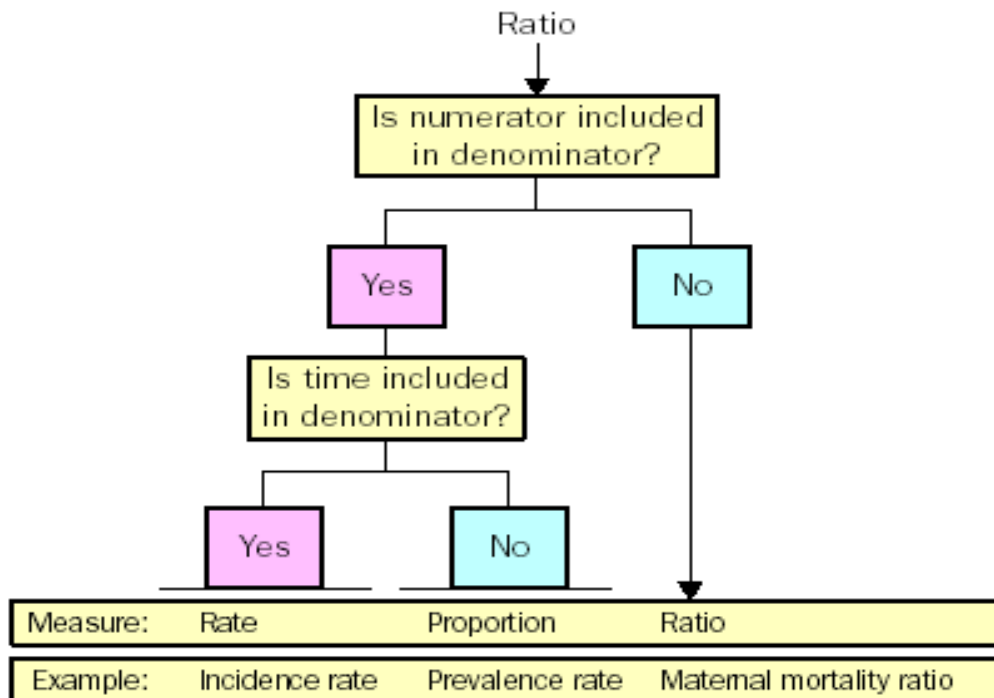 Ratio
Is numerator included
in denominator?
Yes
No
Is time included
in denominator?
Yes
No
Measure: Rate Proportion Ratio
Example: Incidence rate Prevalence rate Maternal mortality ratio